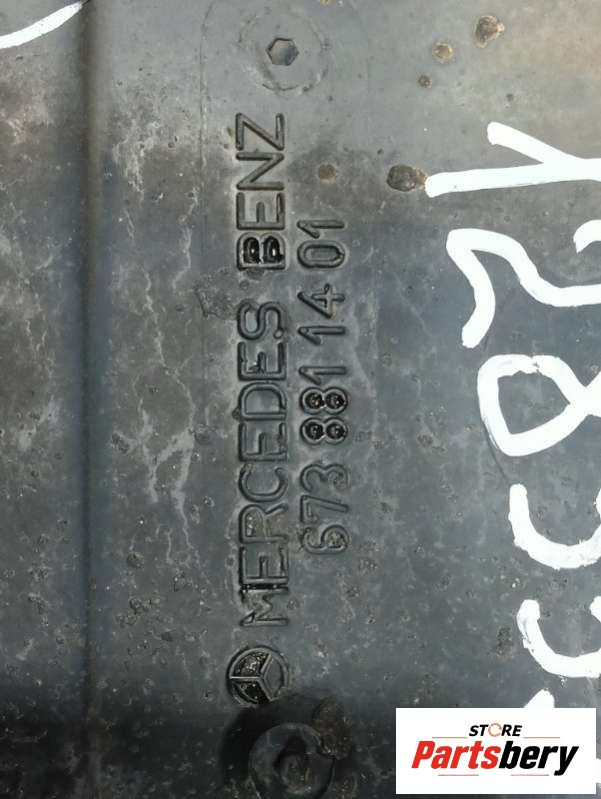 MERCEDES BENZ
673 881 14 01
STORE
Partsbery